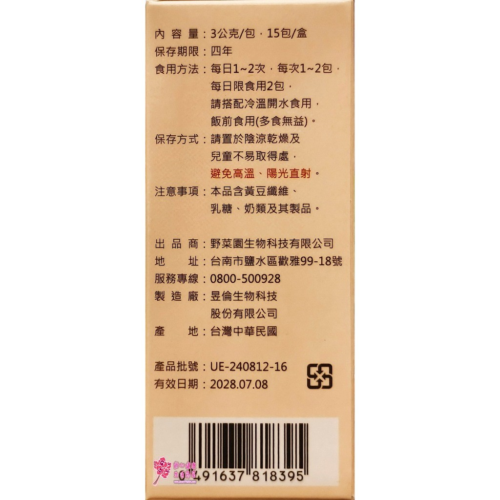 內 容 量：3公克/包，15包/盒
保存期限：四年
食用方法：每日1~2次，每次1~2包，
每日限食用2包，
請搭配冷溫開水食用，
飯前食用(多食無益)。
保存方式：請置於陰涼乾燥及
兒童不易取得處，
避免高溫、陽光直射。
注意事項：本品含黃豆纖維、
乳糖、奶類及其製品。
出 品 商：野菜園生物科技有限公司
地　　址：台南市鹽水區歡雅99-18號
服務專線：0800-500928
製 造 廠：昱倫生物科技
股份有限公司
產　　地：台灣中華民國
產品批號：UE-240812-16
有效日期：2028.07.08
491637 818395